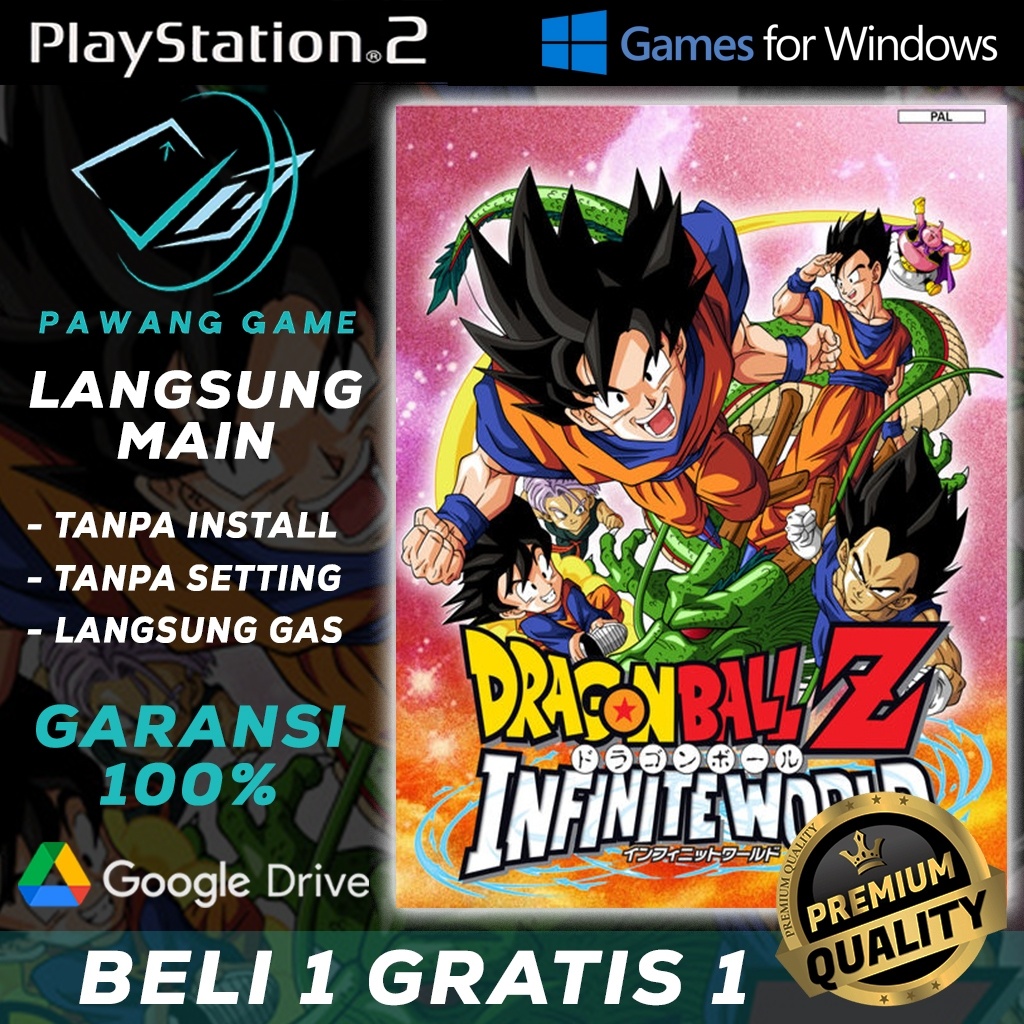 PlayStation®2
Games for Windows
PAWANG GAME
LANGSUNG
MAIN
- TANPA INSTALL
- TANPA SETTING
- LANGSUNG GAS
GARANSI
100%
Google Drive
PAL
DRAGON BALL Z
ドラゴンボール
INFINITE WORLD
インフィニットワールド
PREMIUM QUALITY
PREMIUM
QUALITY
BELI 1 GRATIS 1